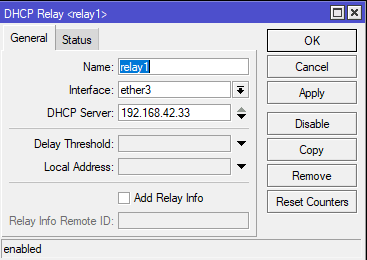 DHCP Relay <relay1>
General
Status
Name: relay1
Interface: ether3
DHCP Server: 192.168.42.33
Delay Threshold:
Local Address:
Add Relay Info
Relay Info Remote ID:
OK
Cancel
Apply
Disable
Copy
Remove
Reset Counters
enabled